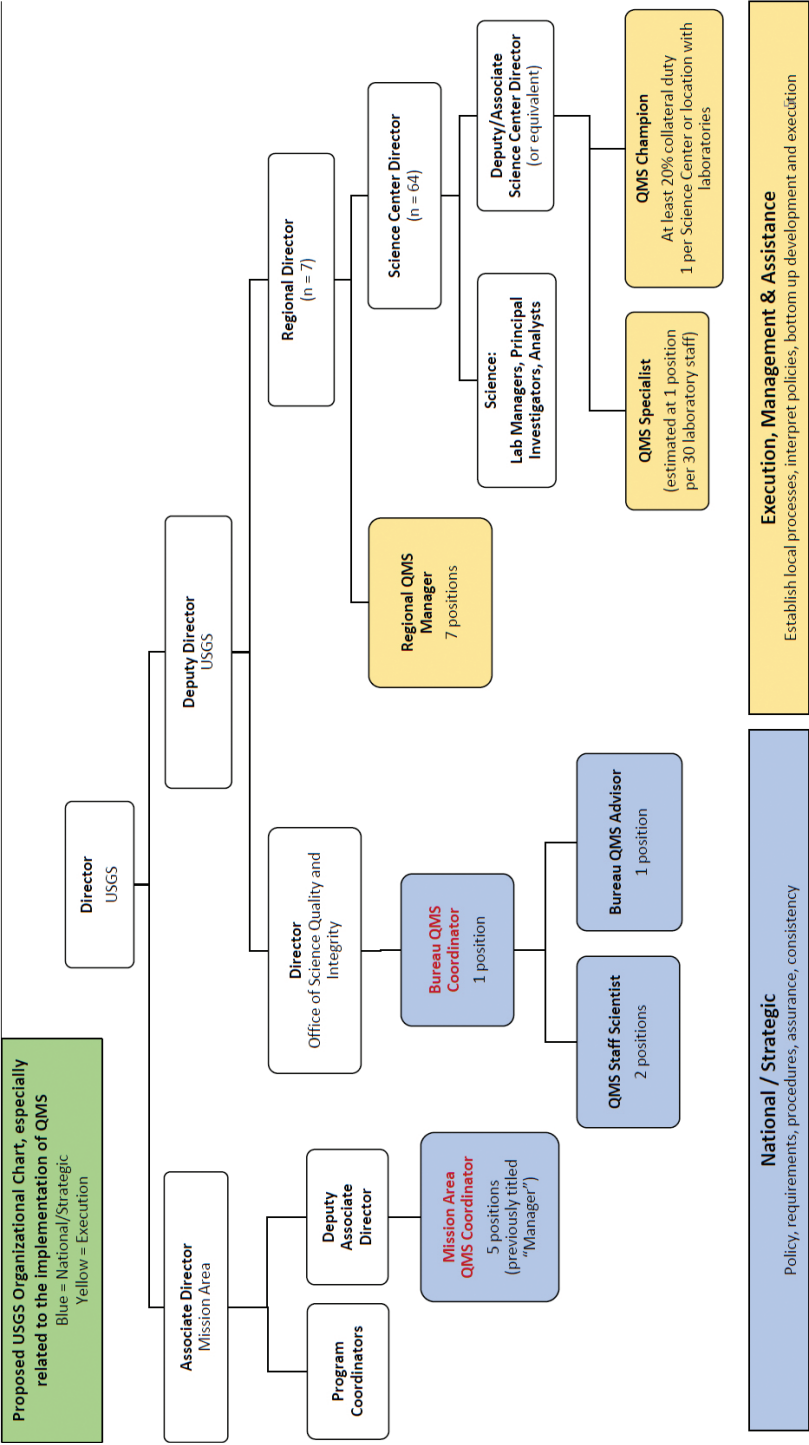 Proposed USGS Organizational Chart, especially
related to the implementation of QMS
Blue = National/Strategic
Yellow = Execution
Director
USGS
Associate Director
Mission Area
Deputy Director
USGS
Program
Coordinators
Deputy
Associate
Director
Director
Office of Science Quality and
Integrity
Regional Director
(n = 7)
Mission Area
QMS Coordinator
5 positions
(previously titled
“Manager”)
Bureau QMS
Coordinator
1 position
Regional QMS
Manager
7 positions
Science Center Director
(n = 64)
Science:
Lab Managers, Principal
Investigators, Analysts
Deputy/Associate
Science Center Director
(or equivalent)
QMS Staff Scientist
2 positions
Bureau QMS Advisor
1 position
QMS Specialist
(estimated at 1 position
per 30 laboratory staff)
QMS Champion
At least 20% collateral duty
1 per Science Center or location with
laboratories
National / Strategic
Policy, requirements, procedures, assurance, consistency
Execution, Management & Assistance
Establish local processes, interpret policies, bottom up development and execution